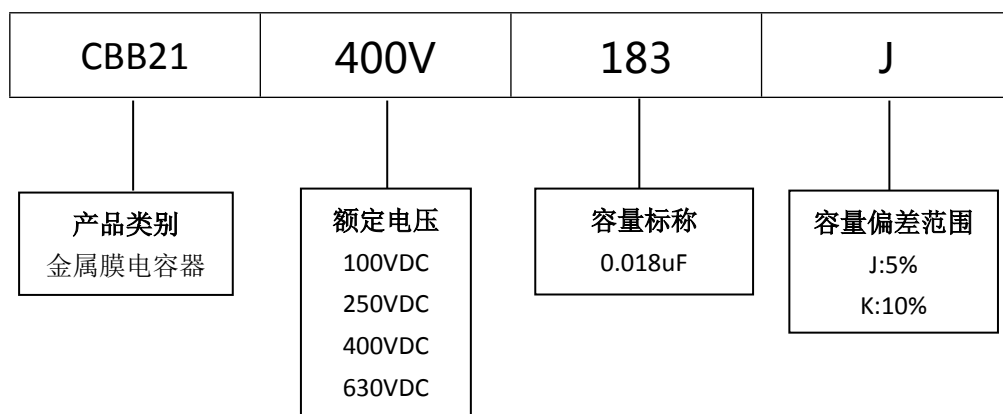 CBB21 400V 183 J
产品类别
金属膜电容器
额定电压
100VDC
250VDC
400VDC
630VDC
容量标称
0.018uF
容量偏差范围
J:5%
K:10%